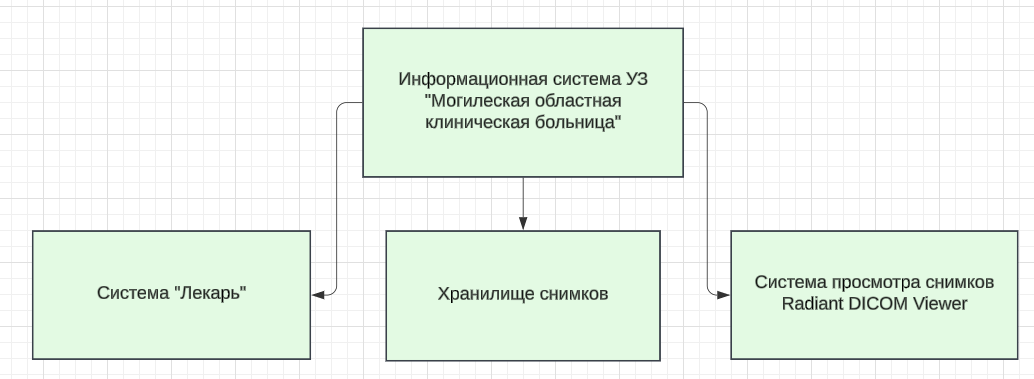 Информационная система УЗ
"Могилеская областная
клиническая больница"
Система "Лекарь"
Хранилище снимков
Система просмотра снимков
Radiant DICOM Viewer